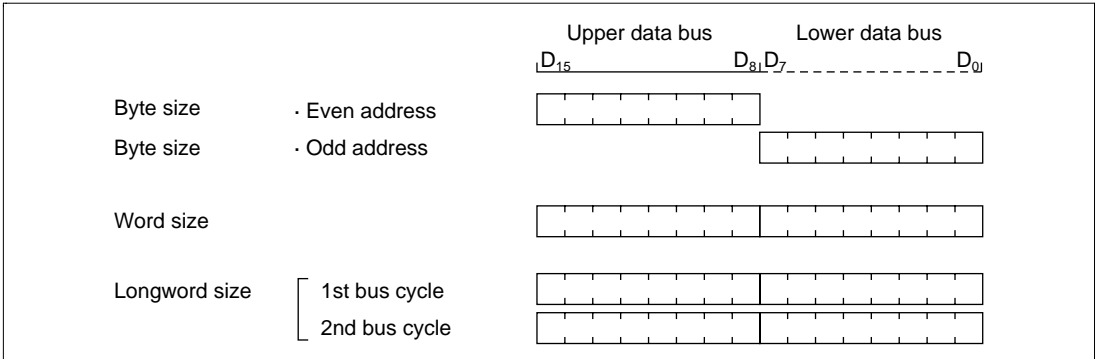 Upper data bus Lower data bus
D15 D8 D7 D0
Byte size · Even address
Byte size · Odd address
Word size
Longword size 1st bus cycle
2nd bus cycle